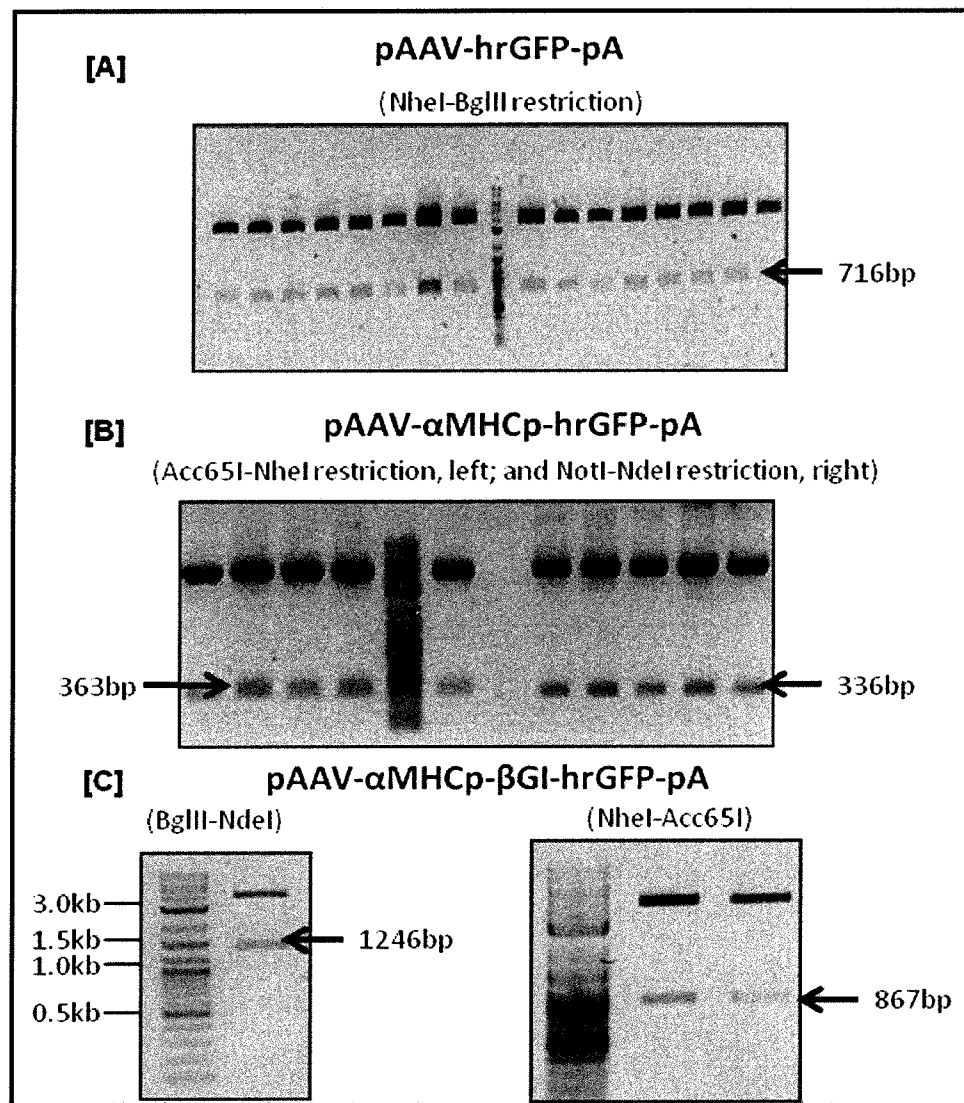 [A]
pAAV-hrGFP-pA
(NheI-BglII restriction)
716bp
[B]
pAAV-αMHCp-hrGFP-pA
(Acc65I-NheI restriction, left; and NotI-NdeI restriction, right)
363bp
336bp
[C]
pAAV-αMHCp-βGI-hrGFP-pA
(BglII-NdeI)
(NheI-Acc65I)
3.0kb
1.5kb
1.0kb
0.5kb
1246bp
867bp